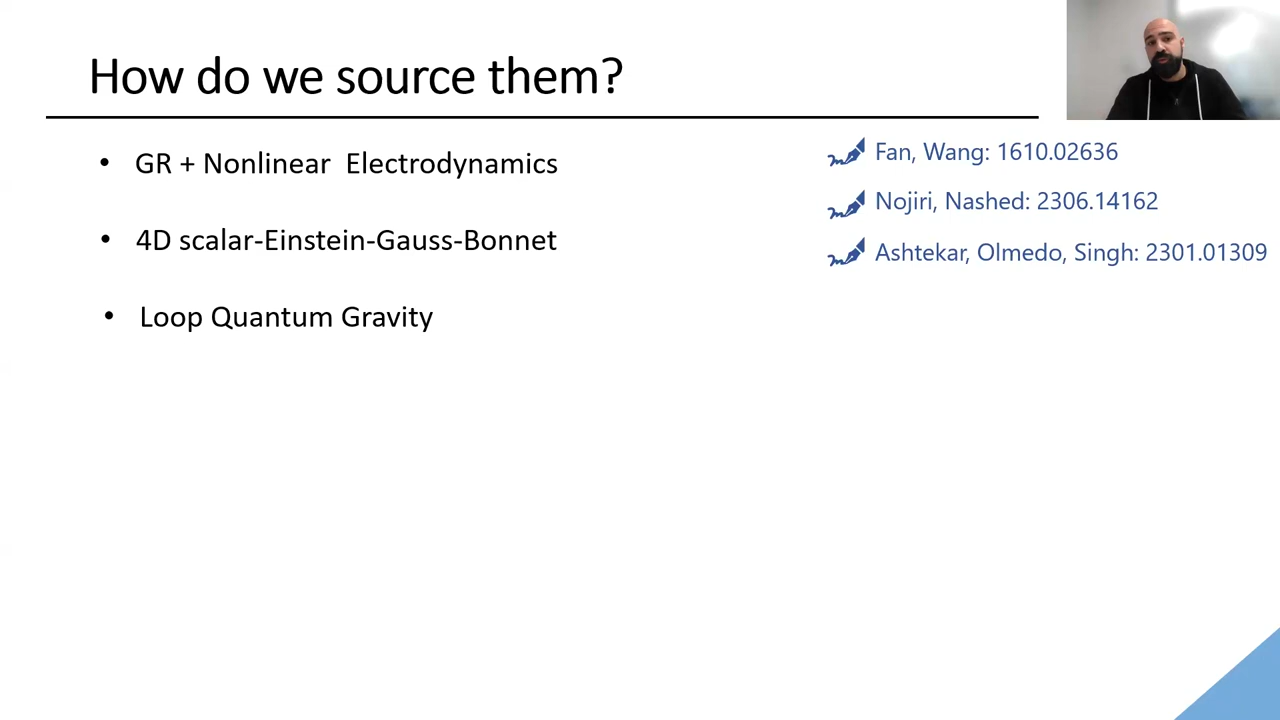 How do we source them?
• GR + Nonlinear Electrodynamics
• 4D scalar-Einstein-Gauss-Bonnet
• Loop Quantum Gravity
Fan, Wang: 1610.02636
Nojiri, Nashed: 2306.14162
Ashtekar, Olmedo, Singh: 2301.01309